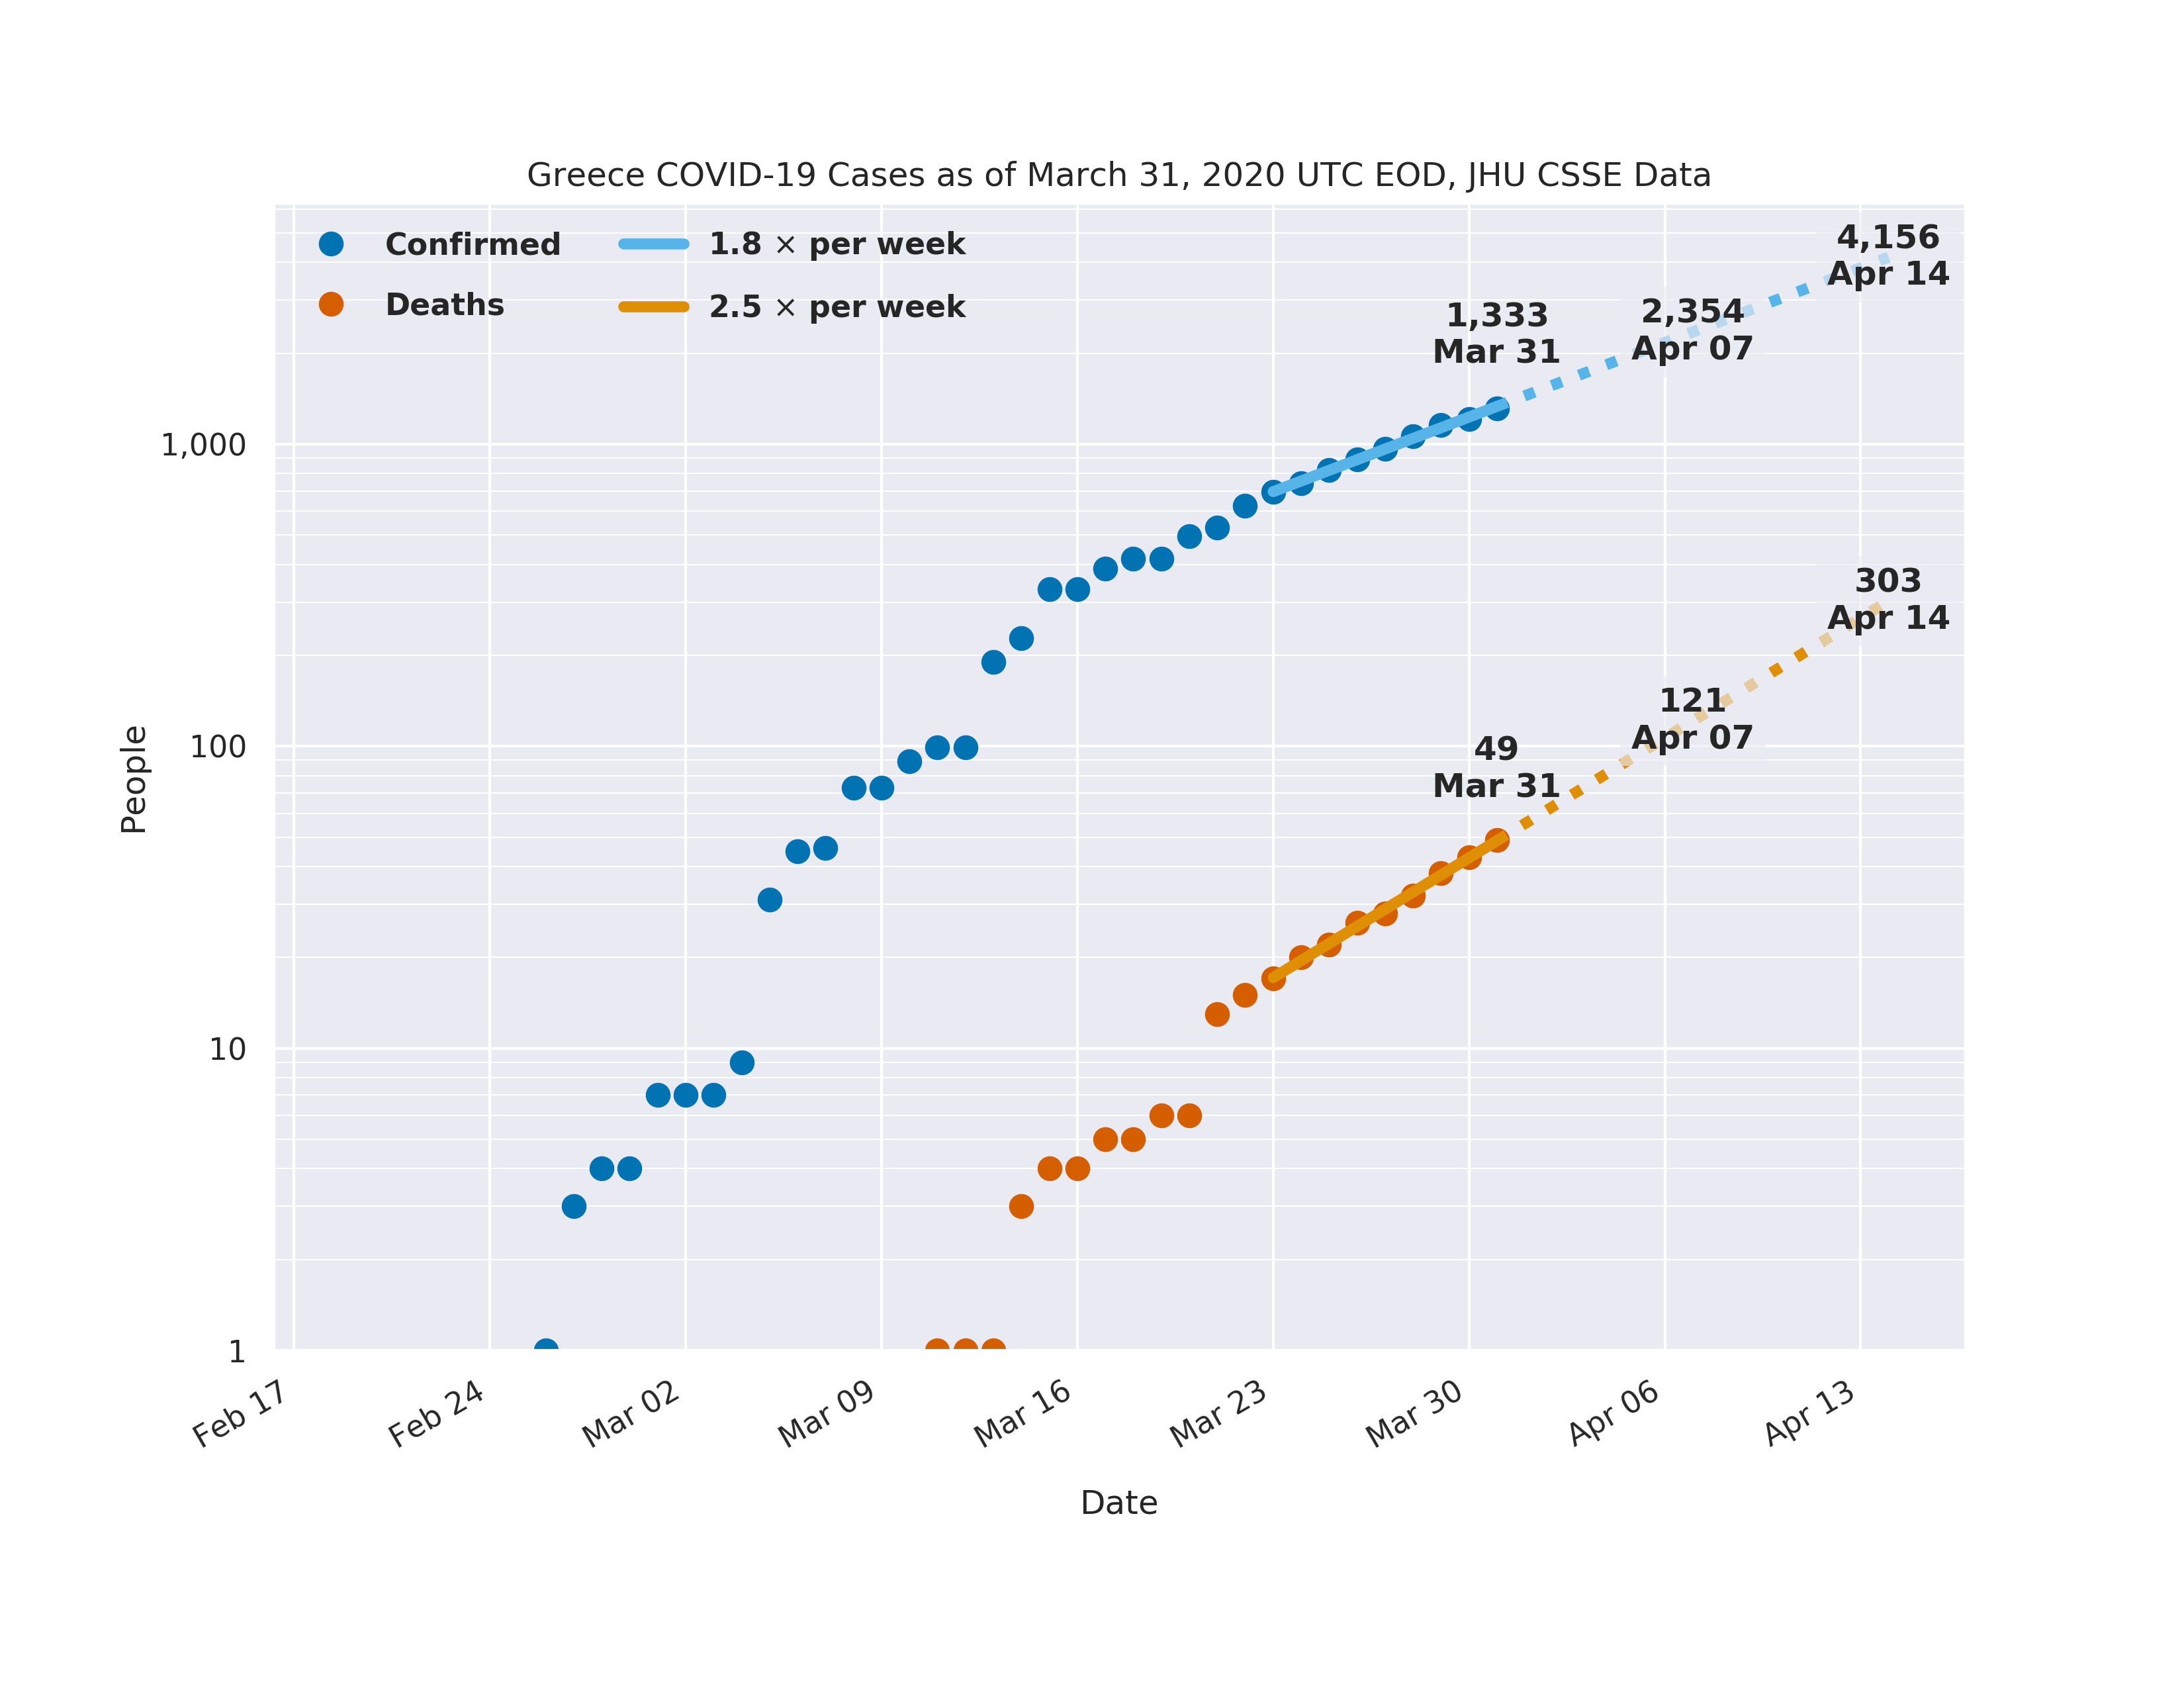 Greece COVID-19 Cases as of March 31, 2020 UTC EOD, JHU CSSE Data
Confirmed
Deaths
1.8 × per week
2.5 × per week
4,156
Apr 14
1,333
Mar 31
2,354
Apr 07
303
Apr 14
121
Apr 07
49
Mar 31
People
1,000
100
10
1
Feb 17
Feb 24
Mar 02
Mar 09
Mar 16
Mar 23
Mar 30
Apr 06
Apr 13
Date